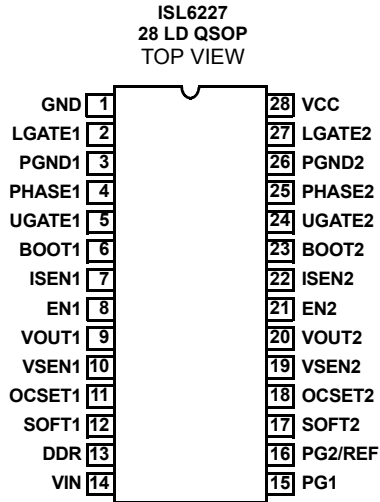 ISL6227
28 LD QSOP
TOP VIEW
GND 1 28 VCC
LGATE1 2 27 LGATE2
PGND1 3 26 PGND2
PHASE1 4 25 PHASE2
UGATE1 5 24 UGATE2
BOOT1 6 23 BOOT2
ISEN1 7 22 ISEN2
EN1 8 21 EN2
VOUT1 9 20 VOUT2
VSEN1 10 19 VSEN2
OCSET1 11 18 OCSET2
SOFT1 12 17 SOFT2
DDR 13 16 PG2/REF
VIN 14 15 PG1